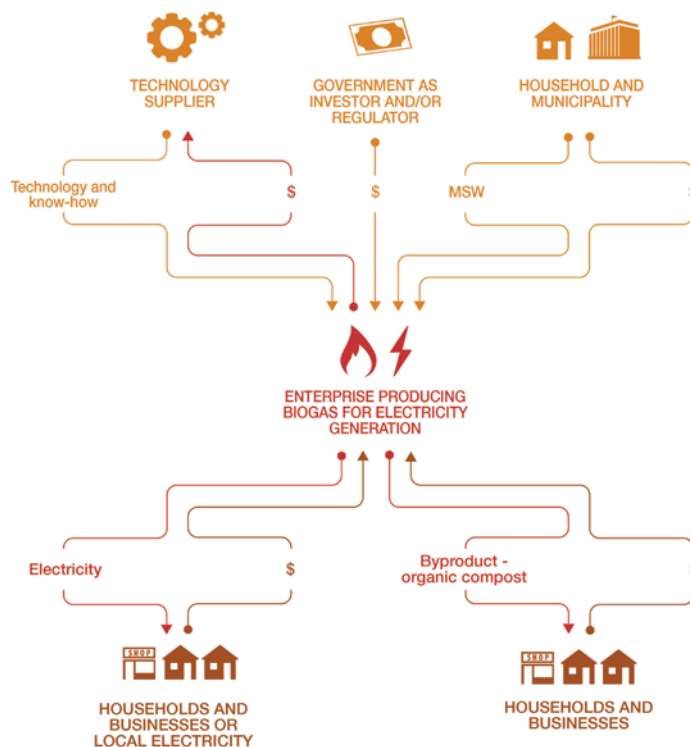 TECHNOLOGY
SUPPLIER
GOVERNMENT AS
INVESTOR AND/OR
REGULATOR
HOUSEHOLD AND
MUNICIPALITY
Technology and
know-how
$
$
MSW
ENTERPRISE PRODUCING
BIOGAS FOR ELECTRICITY
GENERATION
Electricity
$
Byproduct -
organic compost
SHOP
SHOP
HOUSEHOLDS AND
BUSINESSES OR
LOCAL ELECTRICITY
HOUSEHOLDS AND
BUSINESSES